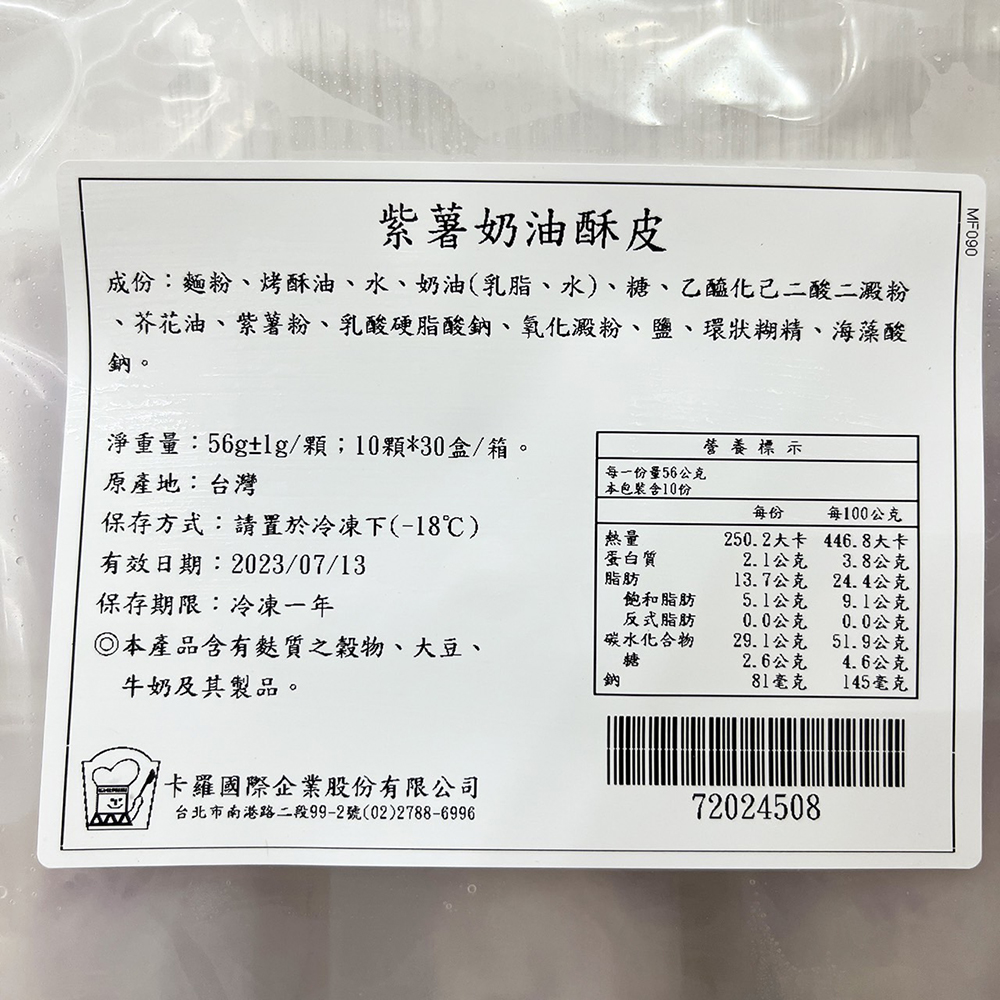 MF090
紫薯奶油酥皮
成份：麵粉、烤酥油、水、奶油(乳脂、水)、糖、乙醯化己二酸二澱粉
、芥花油、紫薯粉、乳酸硬脂酸鈉、氧化澱粉、鹽、環狀糊精、海藻酸
鈉。
淨重量：56g±1g/顆；10顆*30盒/箱。
原產地：台灣
保存方式：請置於冷凍下(-18℃)
有效日期：2023/07/13
保存期限：冷凍一年
◎本產品含有麩質之穀物、大豆、
牛奶及其製品。
營養標示
每一份量56公克
本包裝含10份
每份 每100公克
熱量 250.2大卡 446.8大卡
蛋白質 2.1公克 3.8公克
脂肪 13.7公克 24.4公克
飽和脂肪 5.1公克 9.1公克
反式脂肪 0.0公克 0.0公克
碳水化合物 29.1公克 51.9公克
糖 2.6公克 4.6公克
鈉 81毫克 145毫克
72024508
卡羅國際企業股份有限公司
台北市南港路二段99-2號(02)2788-6996